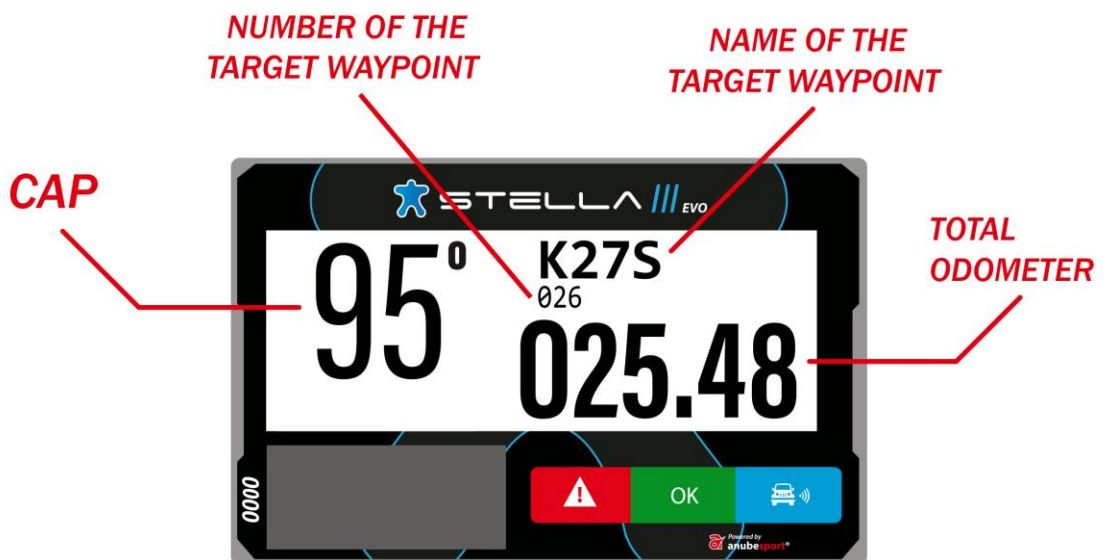 NUMBER OF THE
TARGET WAYPOINT
NAME OF THE
TARGET WAYPOINT
CAP
STELLA /// EVO
95°
K27S
026
025.48
TOTAL
ODOMETER
0000
OK
Powered by
anubesport®